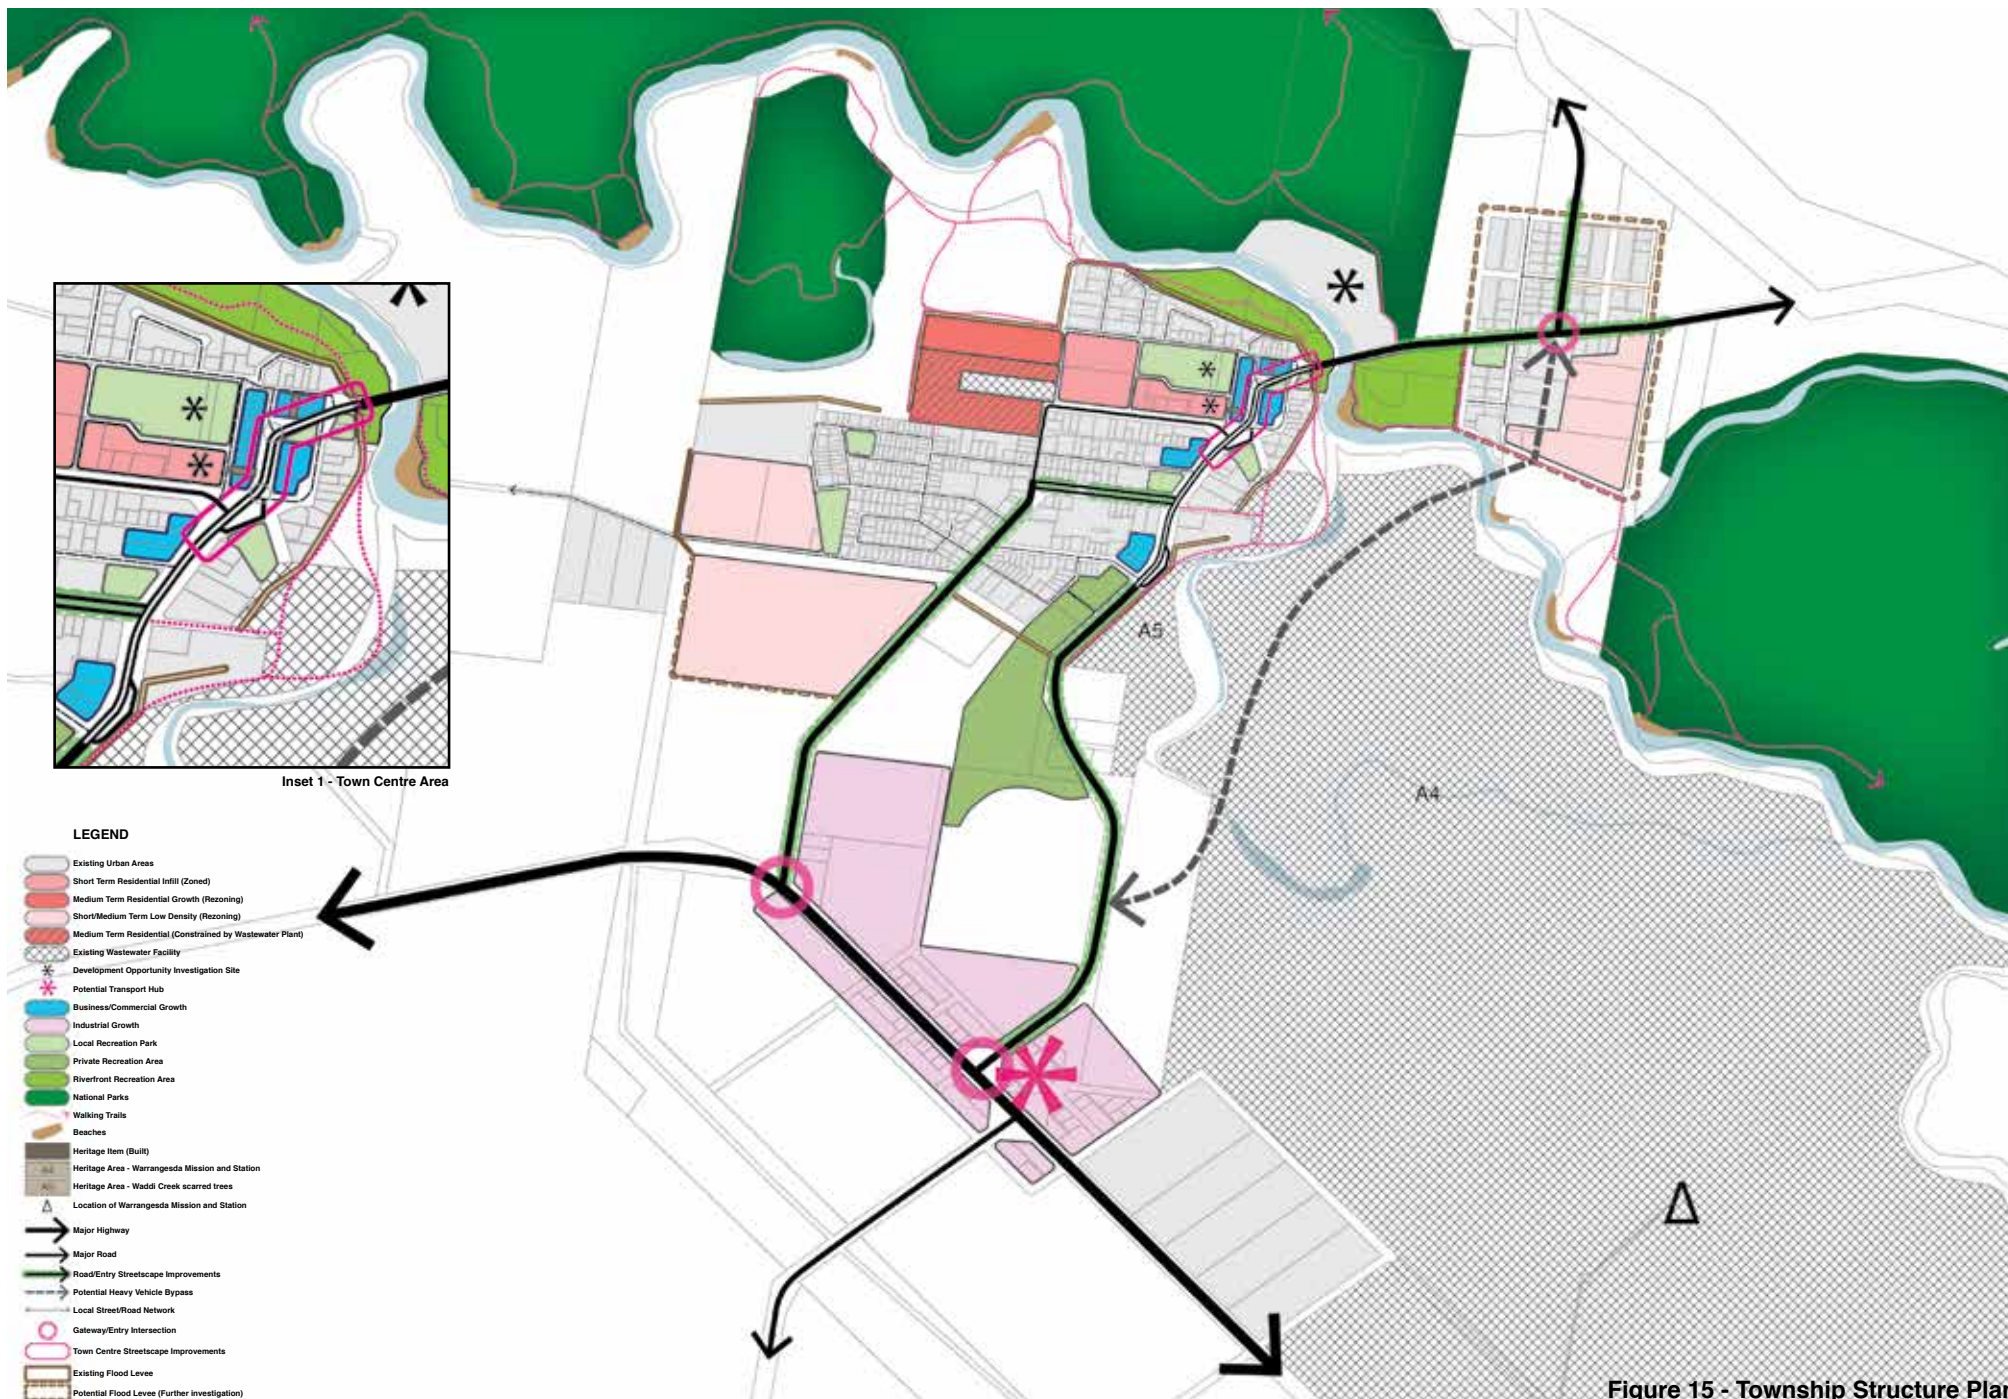 A5
A4
Inset 1 - Town Centre Area
LEGEND
Existing Urban Areas
Short Term Residential Infill (Zoned)
Medium Term Residential Growth (Rezoning)
Short/Medium Term Low Density (Rezoning)
Medium Term Residential (Constrained by Wastewater Plant)
Existing Wastewater Facility
Development Opportunity Investigation Site
Potential Transport Hub
Business/Commercial Growth
Industrial Growth
Local Recreation Park
Private Recreation Area
Riverfront Recreation Area
National Parks
Walking Trails
Beaches
Heritage Item (Built)
Heritage Area - Warrangesda Mission and Station
Heritage Area - Waddi Creek scarred trees
Location of Warrangesda Mission and Station
Major Highway
Major Road
Road/Entry Streetscape Improvements
Potential Heavy Vehicle Bypass
Local Street/Road Network
Gateway/Entry Intersection
Town Centre Streetscape Improvements
Existing Flood Levee
Potential Flood Levee (Further investigation)
Figure 15 - Township Structure Pla